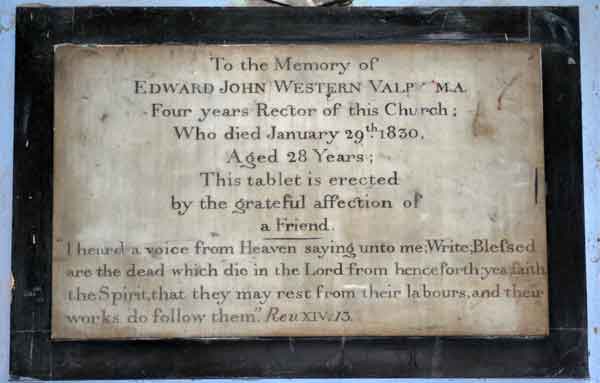 To the Memory of
EDWARD JOHN WESTERN VALPY M.A.
Four years Rector of this Church;
Who died January 29th. 1830,
Aged 28 Years;
This tablet is erected
by the grateful affection of
a Friend.
"I heard a voice from Heaven saying unto me; Write; Blefsed
are the dead which die in the Lord from henceforth; yea, saith
the Spirit, that they may rest from their labours, and their
works do follow them." Rev XIV. 13.